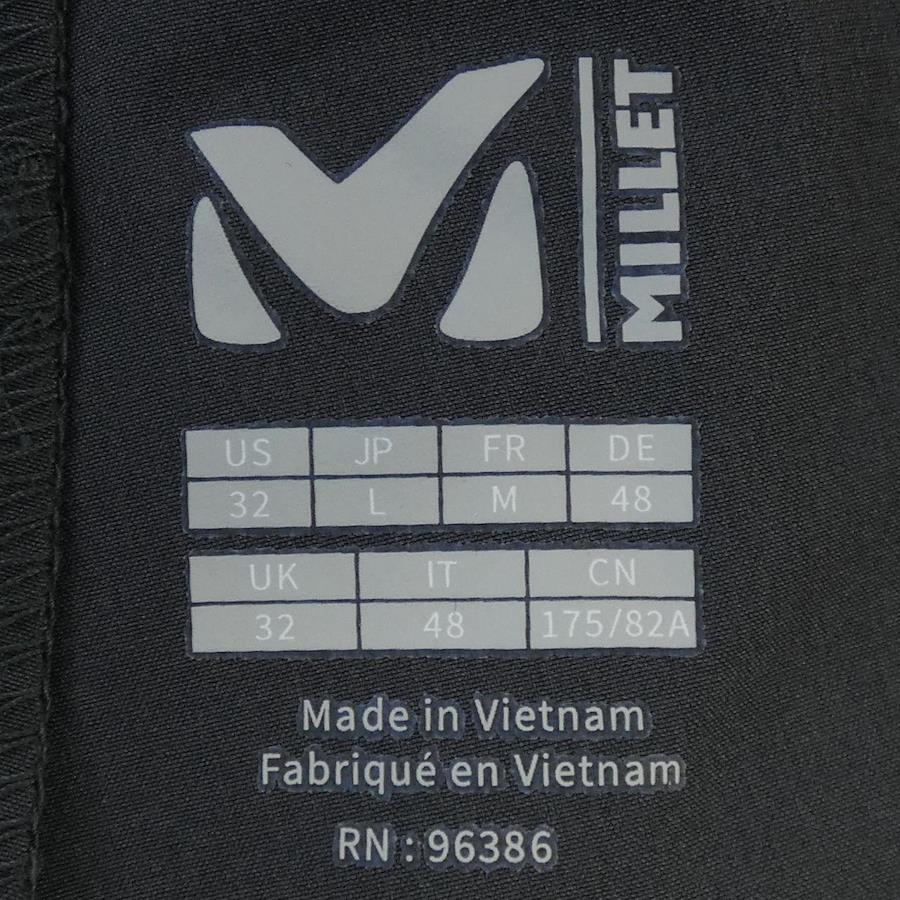 MILLET
US JP FR DE
32 L M 48
UK IT CN
32 48 175/82A
Made in Vietnam
Fabriqué en Vietnam
RN : 96386